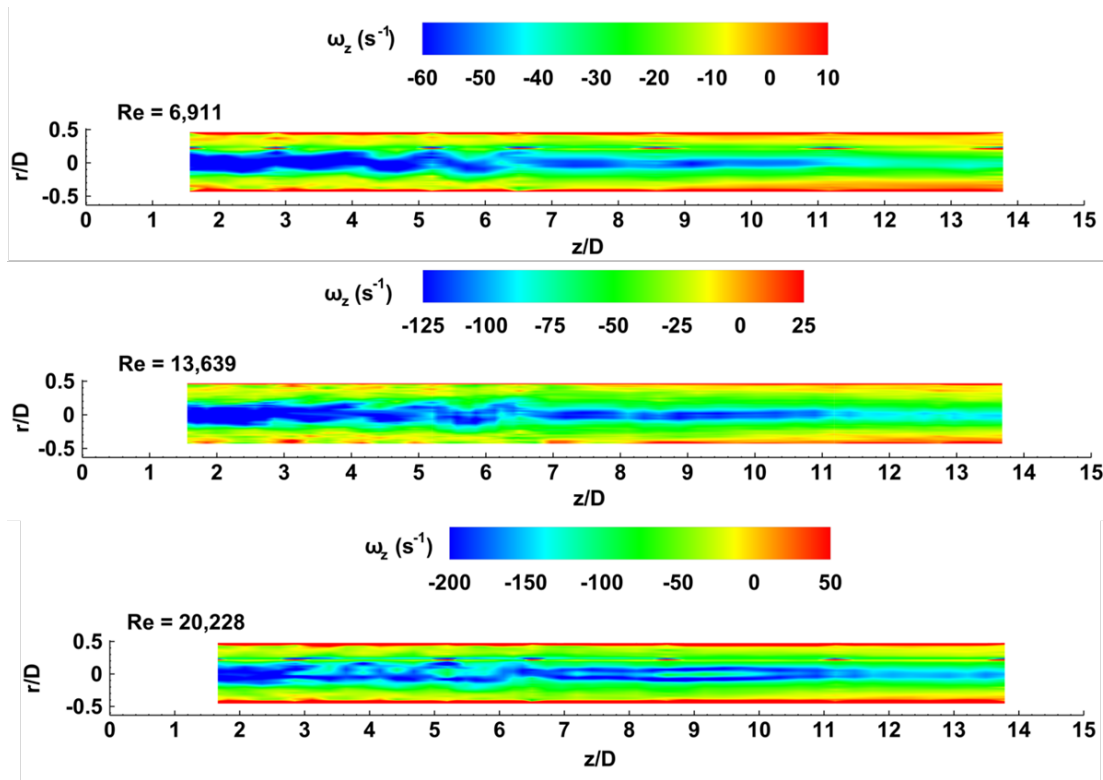 ω_z (s⁻¹)
-60 -50 -40 -30 -20 -10 0 10
Re = 6,911
r/D
0.5
0
-0.5
0 1 2 3 4 5 6 7 8 9 10 11 12 13 14 15
z/D
ω_z (s⁻¹)
-125 -100 -75 -50 -25 0 25
Re = 13,639
r/D
0.5
0
-0.5
0 1 2 3 4 5 6 7 8 9 10 11 12 13 14 15
z/D
ω_z (s⁻¹)
-200 -150 -100 -50 0 50
Re = 20,228
r/D
0.5
0
-0.5
0 1 2 3 4 5 6 7 8 9 10 11 12 13 14 15
z/D